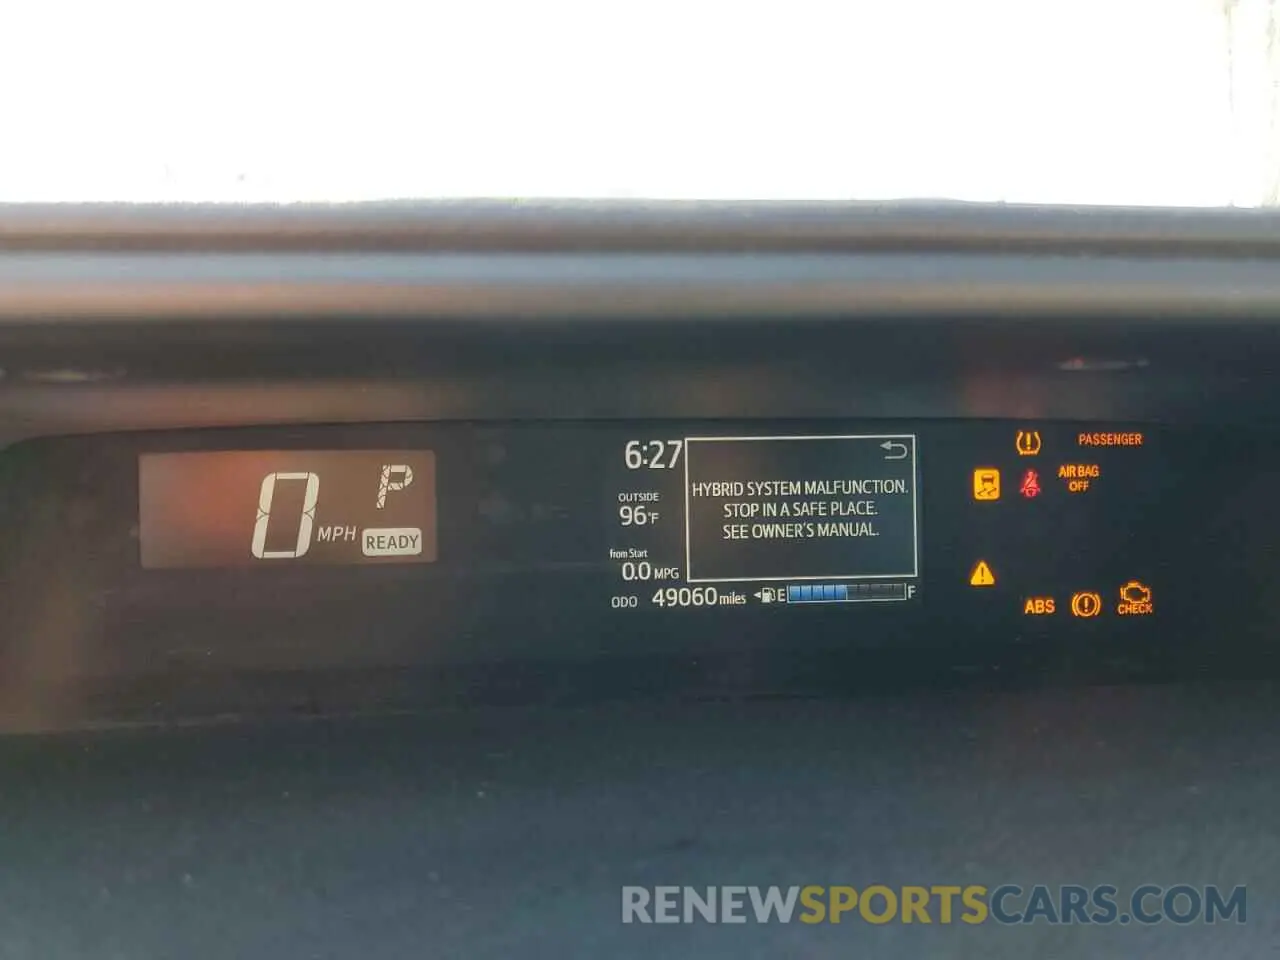 0 MPH
P
READY
6:27
OUTSIDE
96°F
from Start
0.0 MPG
ODO 49060 miles
HYBRID SYSTEM MALFUNCTION.
STOP IN A SAFE PLACE.
SEE OWNER'S MANUAL.
E F
PASSENGER
AIR BAG
OFF
ABS
CHECK
RENEWSPORTSCARS.COM